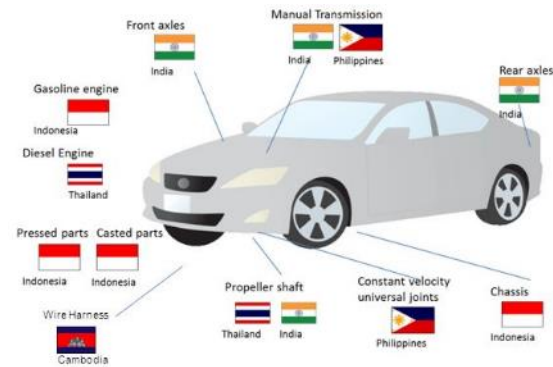 Front axles
India
Manual Transmission
India Philippines
Rear axles
India
Gasoline engine
Indonesia
Diesel Engine
Thailand
Pressed parts Casted parts
Indonesia Indonesia
Wire Harness
Cambodia
Propeller shaft
Thailand India
Constant velocity
universal joints
Philippines
Chassis
Indonesia